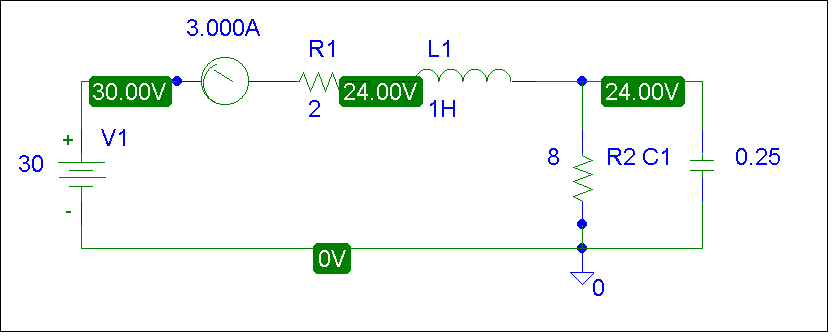 3.000A
R1
L1
30.00V
24.00V
24.00V
2
1H
+
V1
30
8
R2
C1
0.25
-
0V
0